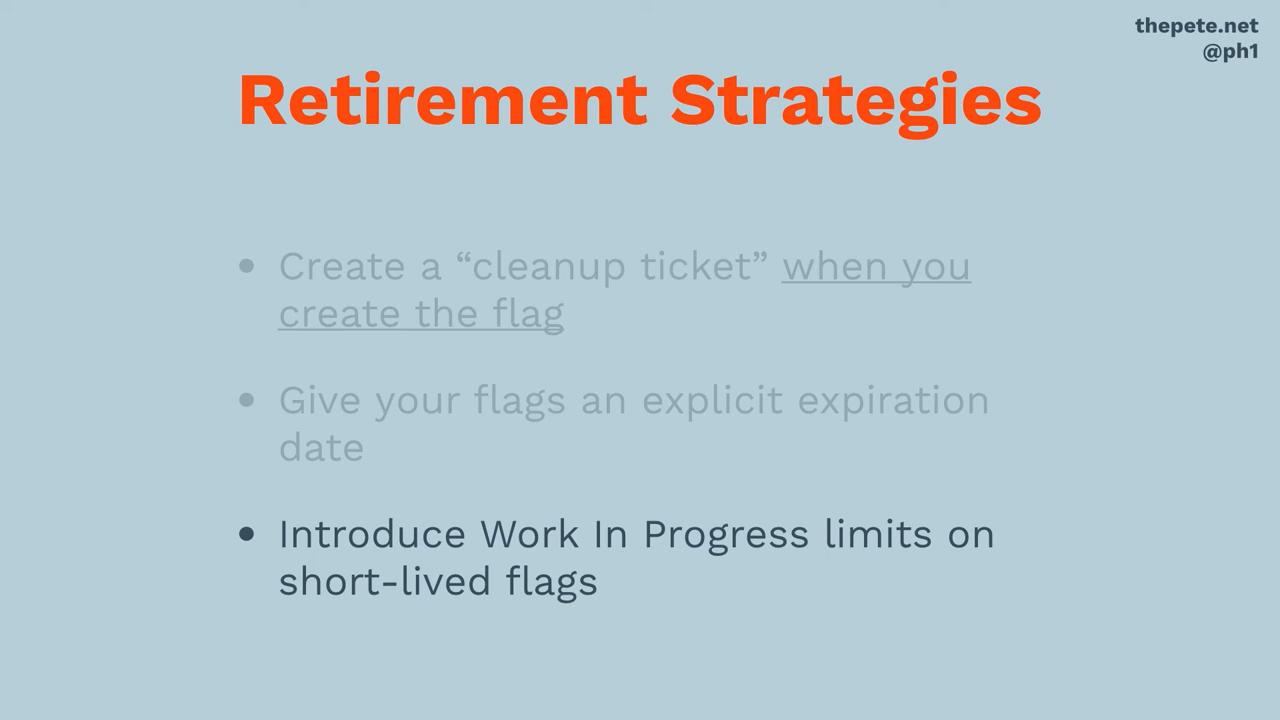 thepete.net
@ph1
Retirement Strategies
• Create a “cleanup ticket” when you
create the flag
• Give your flags an explicit expiration
date
• Introduce Work In Progress limits on
short-lived flags